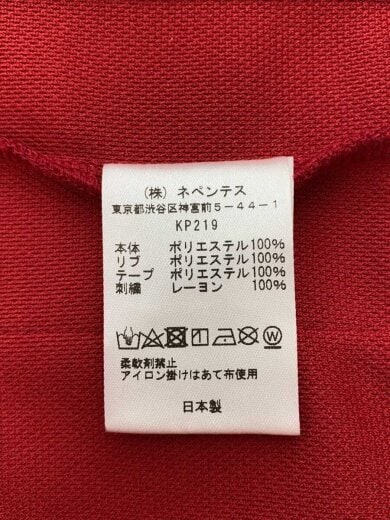 (株) ネペンテス
東京都渋谷区神宮前5-44-1
KP219
本体 ポリエステル100%
リブ ポリエステル100%
テープ ポリエステル100%
刺繍 レーヨン 100%
W
柔軟剤禁止
アイロン掛けはあて布使用
日本製